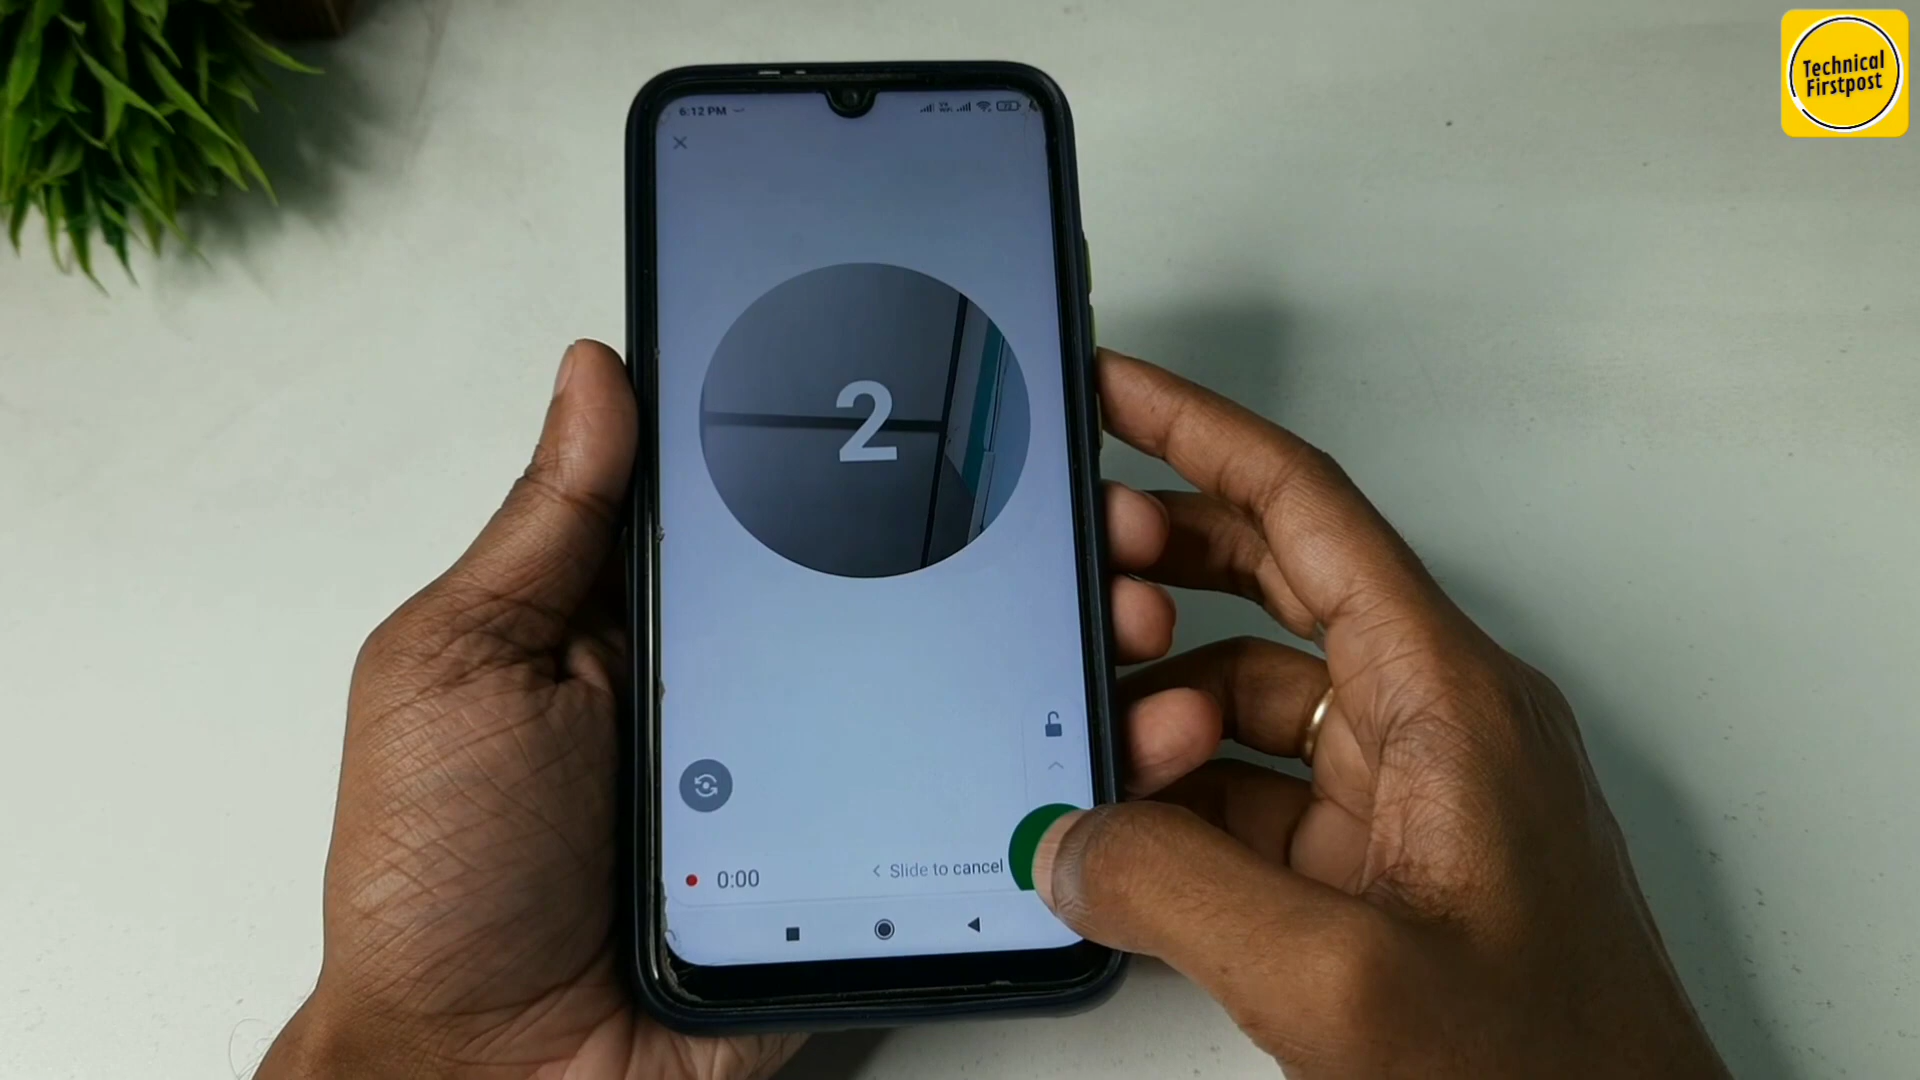 Technical
Firstpost
6:12 PM
2
0:00
< Slide to cancel